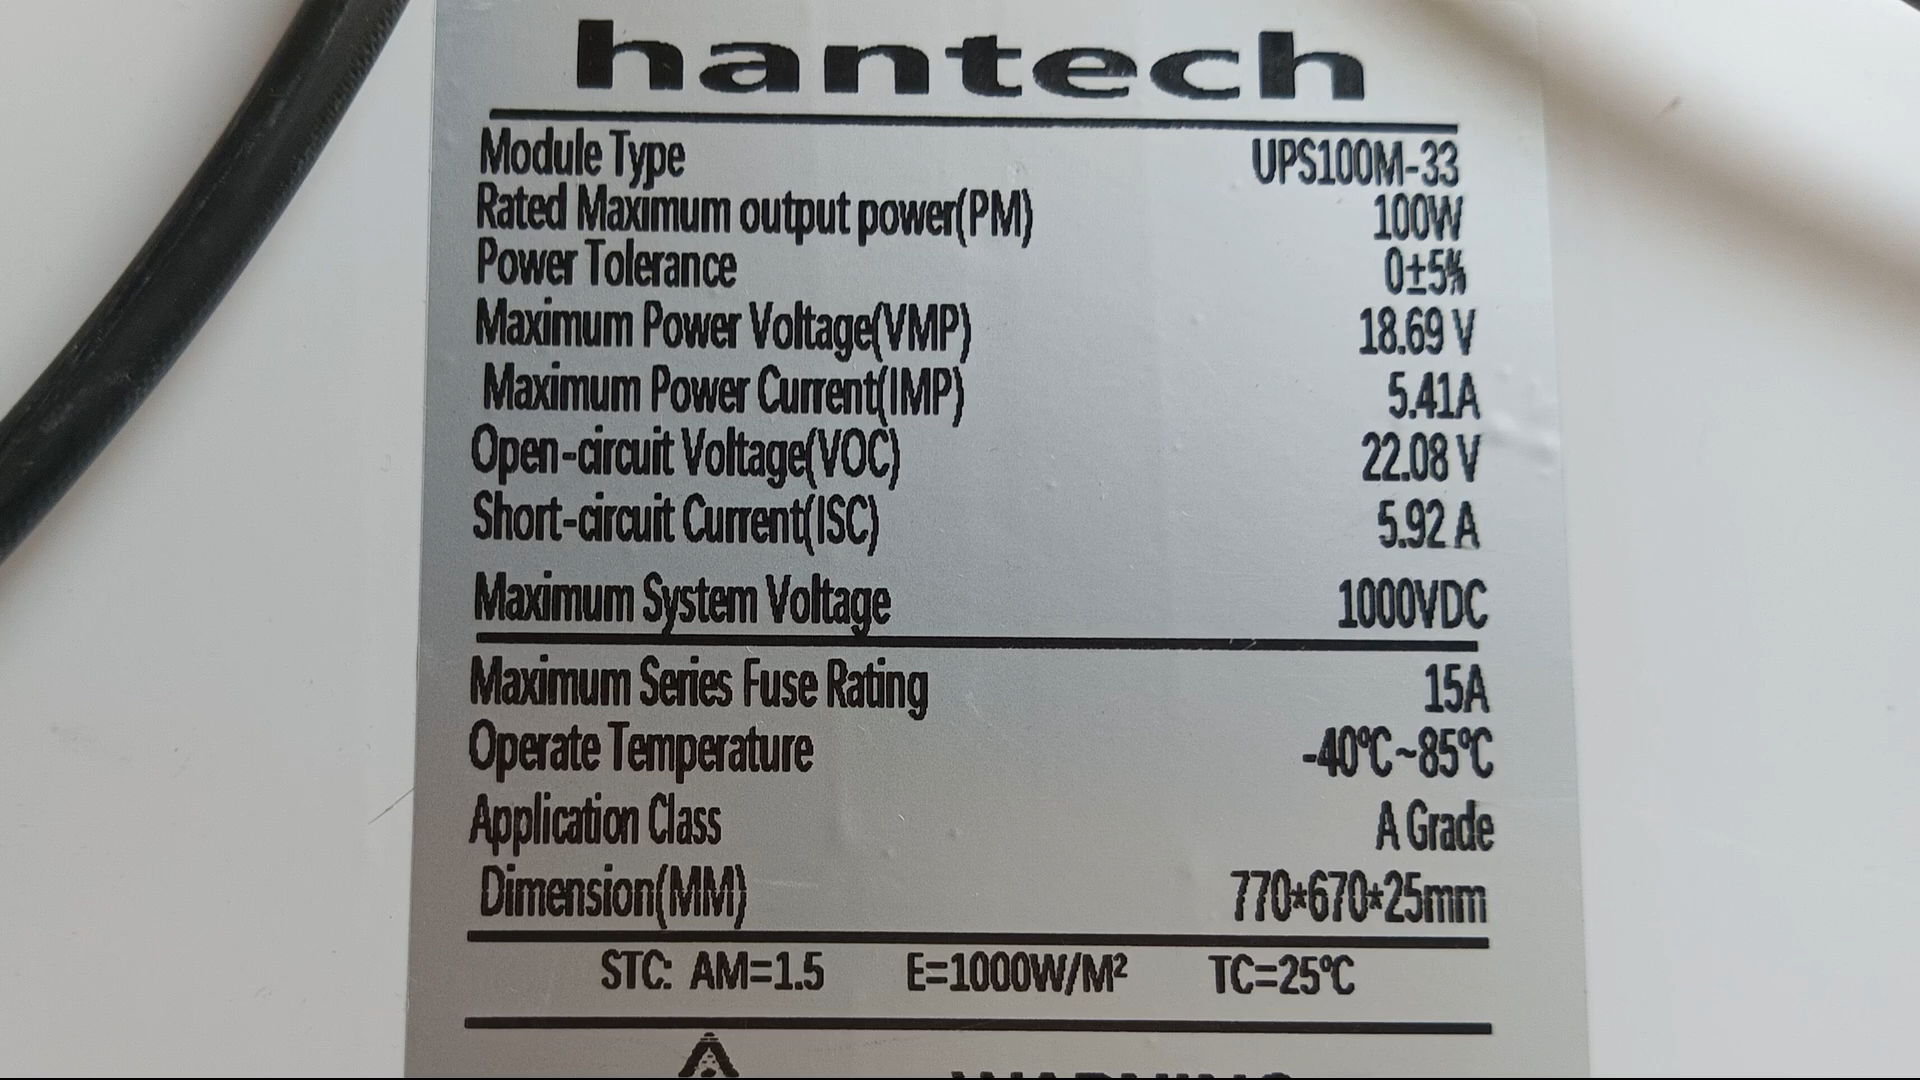 hantech
Module Type UPS100M-33
Rated Maximum output power(PM) 100W
Power Tolerance 0±5%
Maximum Power Voltage(VMP) 18.69 V
Maximum Power Current(IMP) 5.41A
Open-circuit Voltage(VOC) 22.08 V
Short-circuit Current(ISC) 5.92 A
Maximum System Voltage 1000VDC
Maximum Series Fuse Rating 15A
Operate Temperature -40℃~85℃
Application Class A Grade
Dimension(MM) 770*670*25mm
STC: AM=1.5 E=1000W/M² TC=25℃